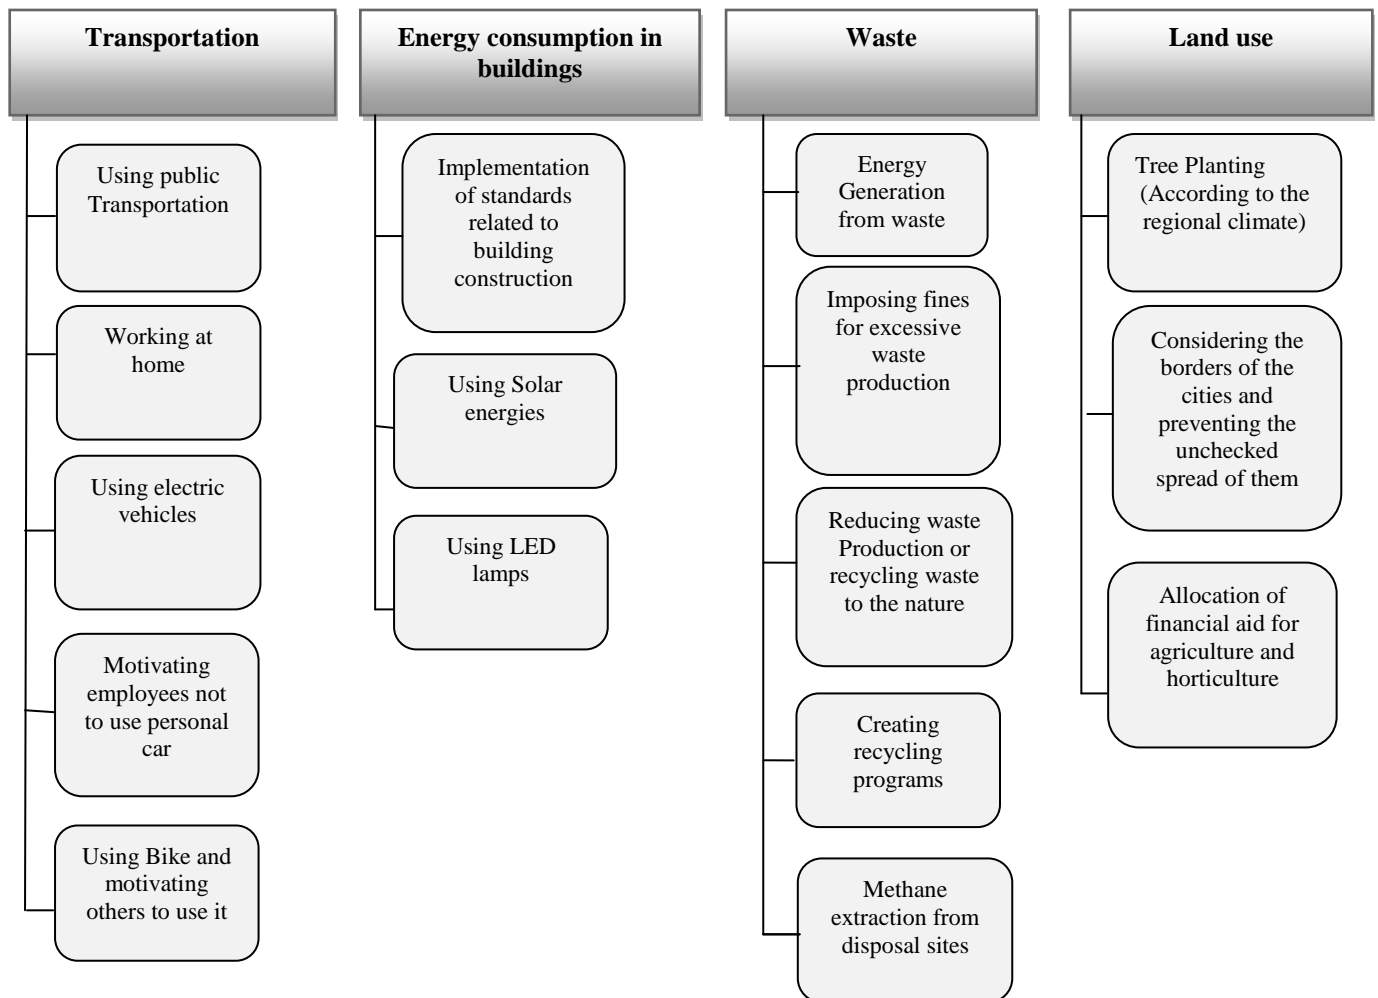 Transportation
Using public
Transportation
Working at
home
Using electric
vehicles
Motivating
employees not
to use personal
car
Using Bike and
motivating
others to use it
Energy consumption in
buildings
Implementation
of standards
related to
building
construction
Using Solar
energies
Using LED
lamps
Waste
Energy
Generation
from waste
Imposing fines
for excessive
waste
production
Reducing waste
Production or
recycling waste
to the nature
Creating
recycling
programs
Methane
extraction from
disposal sites
Land use
Tree Planting
(According to the
regional climate)
Considering the
borders of the
cities and
preventing the
unchecked
spread of them
Allocation of
financial aid for
agriculture and
horticulture